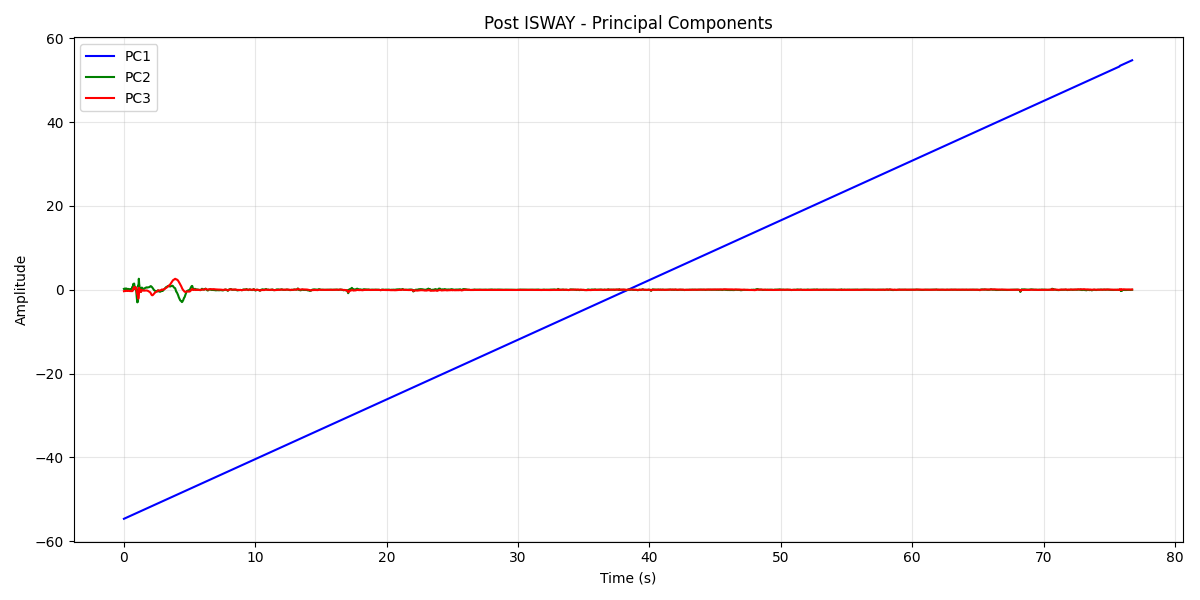 Post ISWAY - Principal Components
PC1
PC2
PC3
Amplitude
60
40
20
0
−20
−40
−60
0 10 20 30 40 50 60 70 80
Time (s)